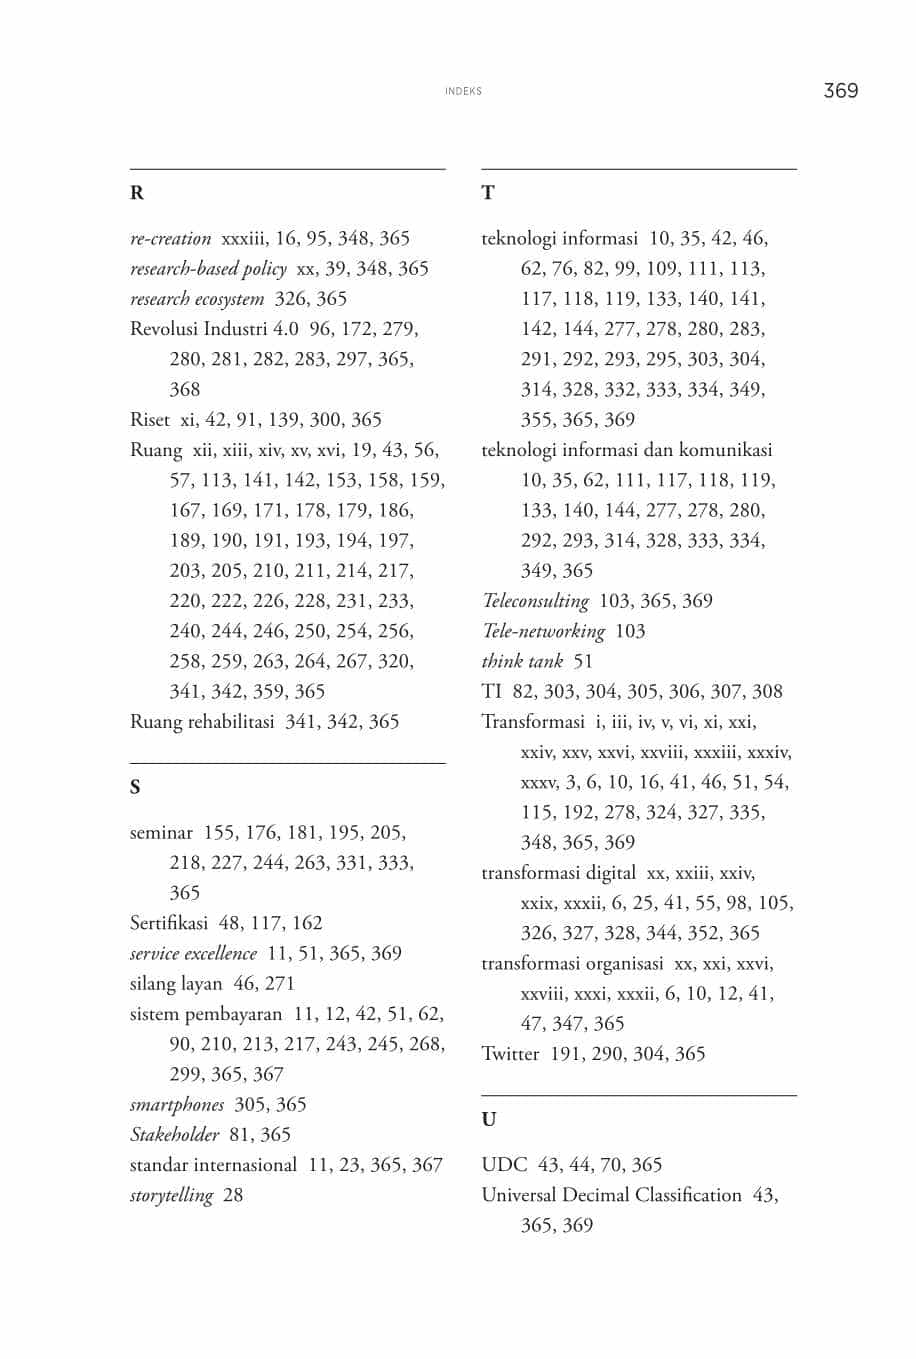 INDEKS
369
R
re-creation xxxiii, 16, 95, 348, 365
research-based policy xx, 39, 348, 365
research ecosystem 326, 365
Revolusi Industri 4.0 96, 172, 279,
280, 281, 282, 283, 297, 365,
368
Riset xi, 42, 91, 139, 300, 365
Ruang xii, xiii, xiv, xv, xvi, 19, 43, 56,
57, 113, 141, 142, 153, 158, 159,
167, 169, 171, 178, 179, 186,
189, 190, 191, 193, 194, 197,
203, 205, 210, 211, 214, 217,
220, 222, 226, 228, 231, 233,
240, 244, 246, 250, 254, 256,
258, 259, 263, 264, 267, 320,
341, 342, 359, 365
Ruang rehabilitasi 341, 342, 365
S
seminar 155, 176, 181, 195, 205,
218, 227, 244, 263, 331, 333,
365
Sertifikasi 48, 117, 162
service excellence 11, 51, 365, 369
silang layan 46, 271
sistem pembayaran 11, 12, 42, 51, 62,
90, 210, 213, 217, 243, 245, 268,
299, 365, 367
smartphones 305, 365
Stakeholder 81, 365
standar internasional 11, 23, 365, 367
storytelling 28
T
teknologi informasi 10, 35, 42, 46,
62, 76, 82, 99, 109, 111, 113,
117, 118, 119, 133, 140, 141,
142, 144, 277, 278, 280, 283,
291, 292, 293, 295, 303, 304,
314, 328, 332, 333, 334, 349,
355, 365, 369
teknologi informasi dan komunikasi
10, 35, 62, 111, 117, 118, 119,
133, 140, 144, 277, 278, 280,
292, 293, 314, 328, 333, 334,
349, 365
Teleconsulting 103, 365, 369
Tele-networking 103
think tank 51
TI 82, 303, 304, 305, 306, 307, 308
Transformasi i, iii, iv, v, vi, xi, xxi,
xxiv, xxv, xxvi, xxviii, xxxiii, xxxiv,
xxxv, 3, 6, 10, 16, 41, 46, 51, 54,
115, 192, 278, 324, 327, 335,
348, 365, 369
transformasi digital xx, xxiii, xxiv,
xxix, xxxii, 6, 25, 41, 55, 98, 105,
326, 327, 328, 344, 352, 365
transformasi organisasi xx, xxi, xxvi,
xxviii, xxxi, xxxii, 6, 10, 12, 41,
47, 347, 365
Twitter 191, 290, 304, 365
U
UDC 43, 44, 70, 365
Universal Decimal Classification 43,
365, 369